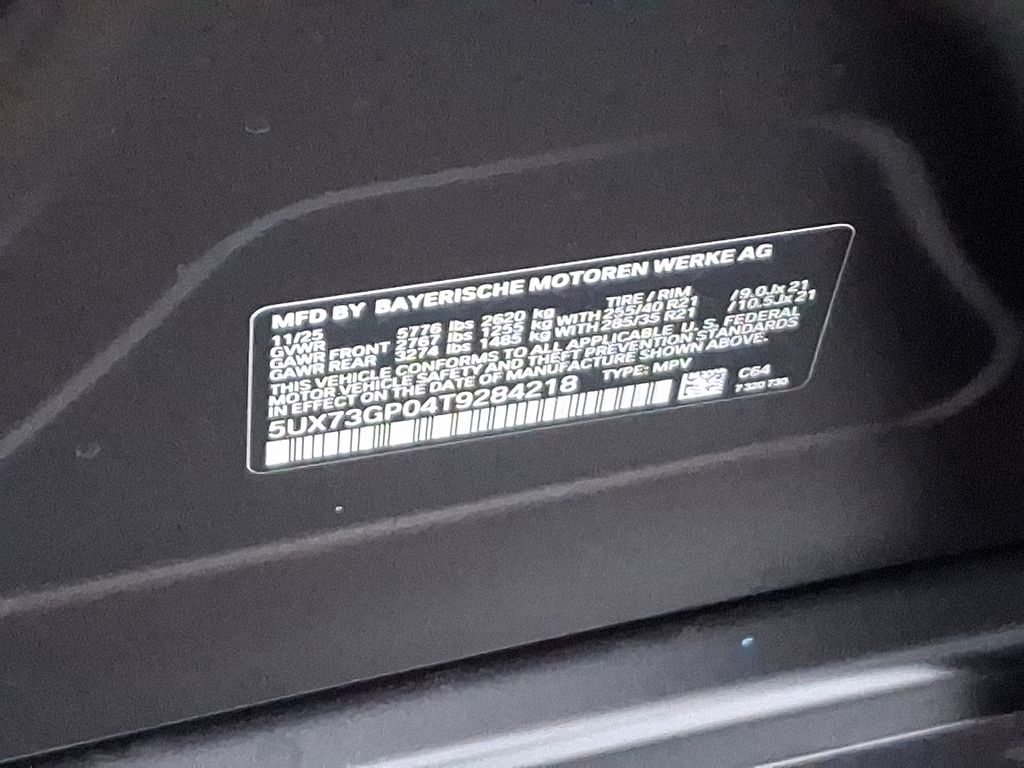 MFD BY BAYERISCHE MOTOREN WERKE AG
11/25 TIRE / RIM
GVWR 5776 lbs 2620 kg
GAWR FRONT 2767 lbs 1255 kg WITH 255/40 R21 /9.0Jx21
GAWR REAR 3274 lbs 1485 kg WITH 285/35 R21 /10.5Jx21
THIS VEHICLE CONFORMS TO ALL APPLICABLE U.S. FEDERAL
MOTOR VEHICLE SAFETY AND THEFT PREVENTION STANDARDS
IN EFFECT ON THE DATE OF MANUFACTURE SHOWN ABOVE.
5UX73GP04T9284218 TYPE: MPV C64
7320730